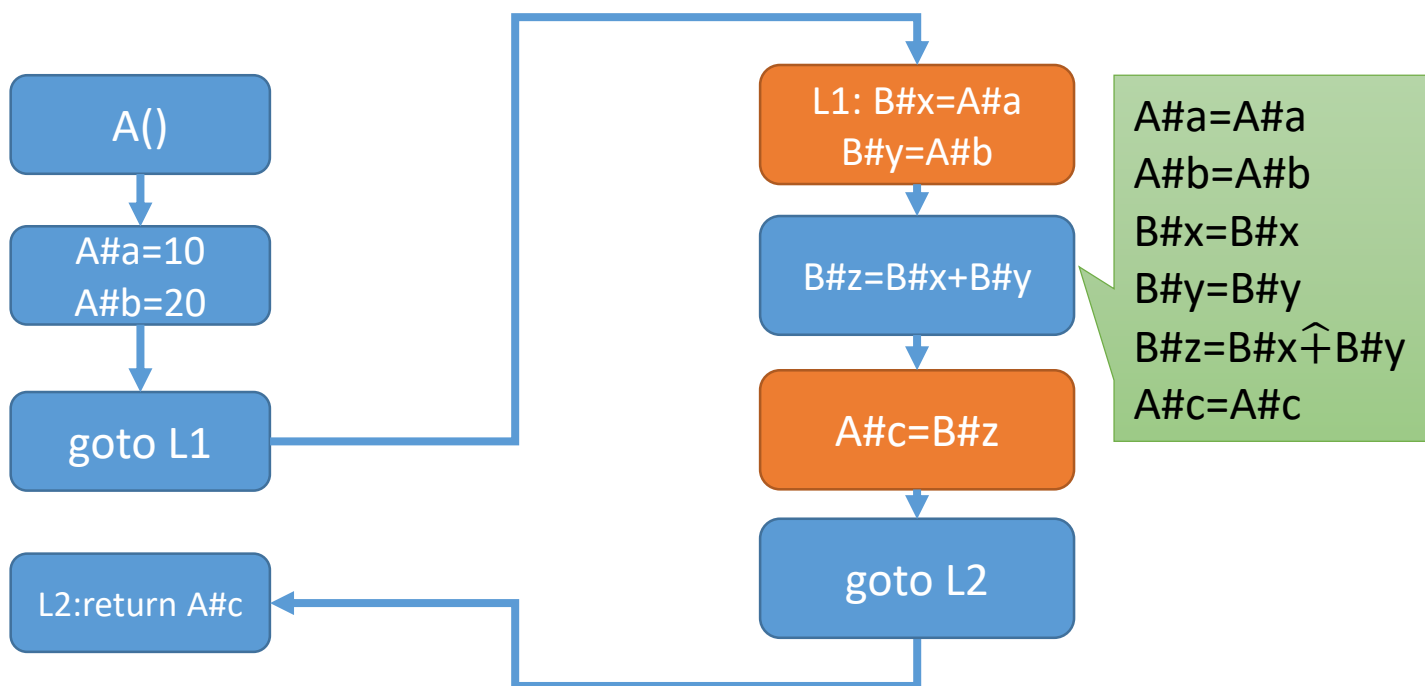 A()
A#a=10
A#b=20
goto L1
L2:return A#c
L1: B#x=A#a
B#y=A#b
B#z=B#x+B#y
A#c=B#z
goto L2
A#a=A#a
A#b=A#b
B#x=B#x
B#y=B#y
B#z=B#x+̂B#y
A#c=A#c